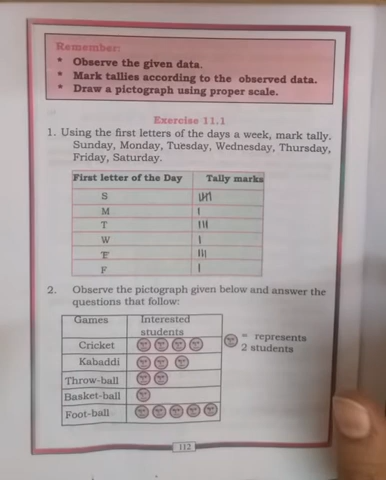 Remember:
* Observe the given data.
* Mark tallies according to the observed data.
* Draw a pictograph using proper scale.
Exercise 11.1
1. Using the first letters of the days a week, mark tally.
Sunday, Monday, Tuesday, Wednesday, Thursday,
Friday, Saturday.
First letter of the Day Tally marks
S
M
T
W
T
F
2. Observe the pictograph given below and answer the
questions that follow:
Games Interested
students
Cricket
Kabaddi
Throw-ball
Basket-ball
Foot-ball
= represents
2 students
112